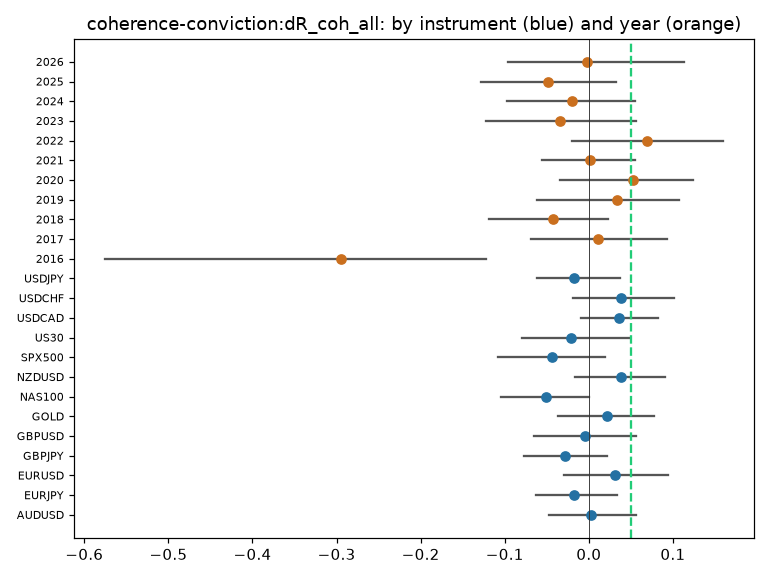 coherence-conviction:dR_coh_all: by instrument (blue) and year (orange)
2026
2025
2024
2023
2022
2021
2020
2019
2018
2017
2016
USDJPY
USDCHF
USDCAD
US30
SPX500
NZDUSD
NAS100
GOLD
GBPUSD
GBPJPY
EURUSD
EURJPY
AUDUSD
−0.6 −0.5 −0.4 −0.3 −0.2 −0.1 0.0 0.1